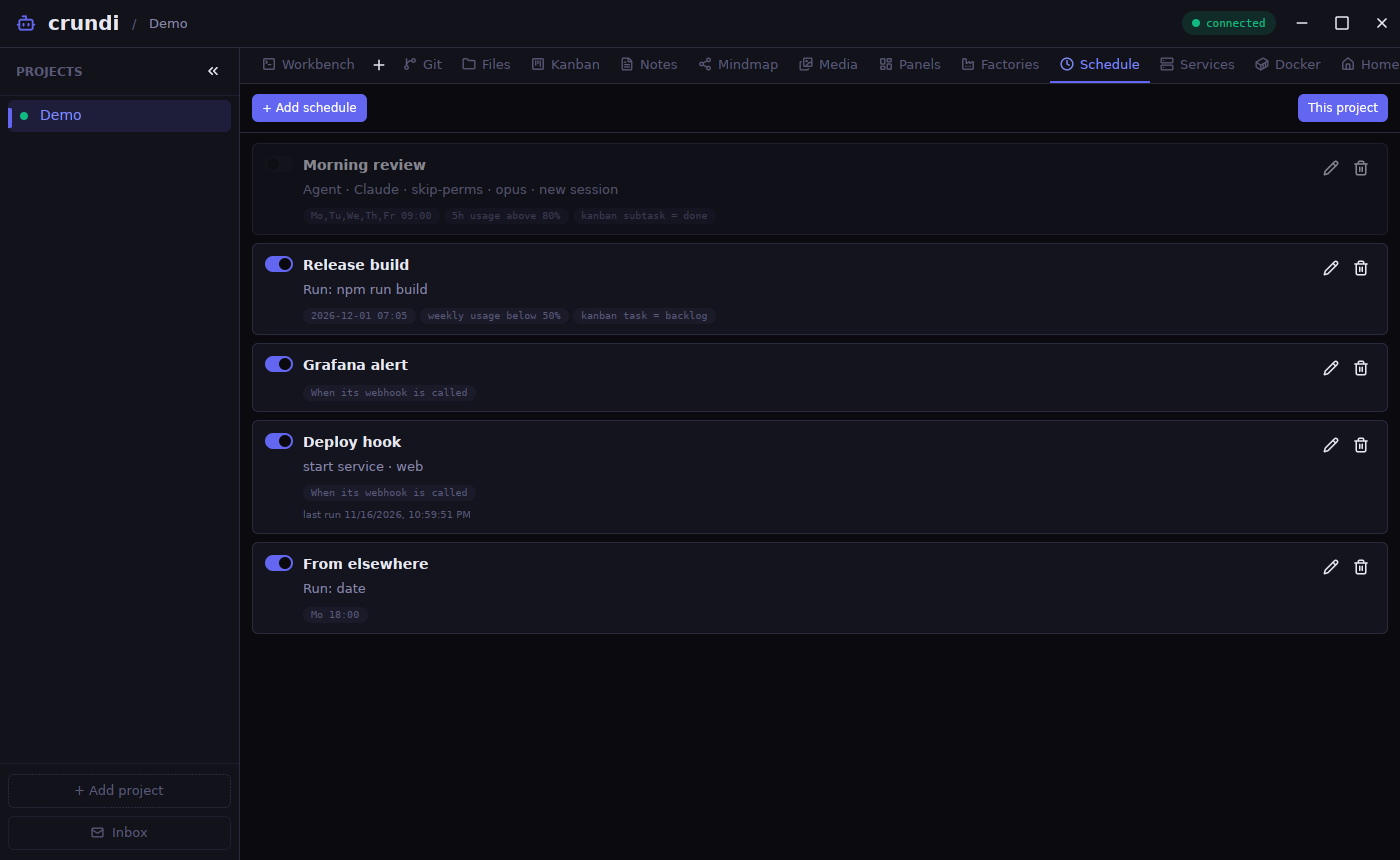 crundi / Demo
connected
PROJECTS
Workbench + Git Files Kanban Notes Mindmap Media Panels Factories Schedule Services Docker Home
Demo
+ Add schedule
This project
Morning review
Agent · Claude · skip-perms · opus · new session
Mo,Tu,We,Th,Fr 09:00 5h usage above 80% kanban subtask = done
Release build
Run: npm run build
2026-12-01 07:05 weekly usage below 50% kanban task = backlog
Grafana alert
When its webhook is called
Deploy hook
start service · web
When its webhook is called
last run 11/16/2026, 10:59:51 PM
From elsewhere
Run: date
Mo 18:00
+ Add project
Inbox